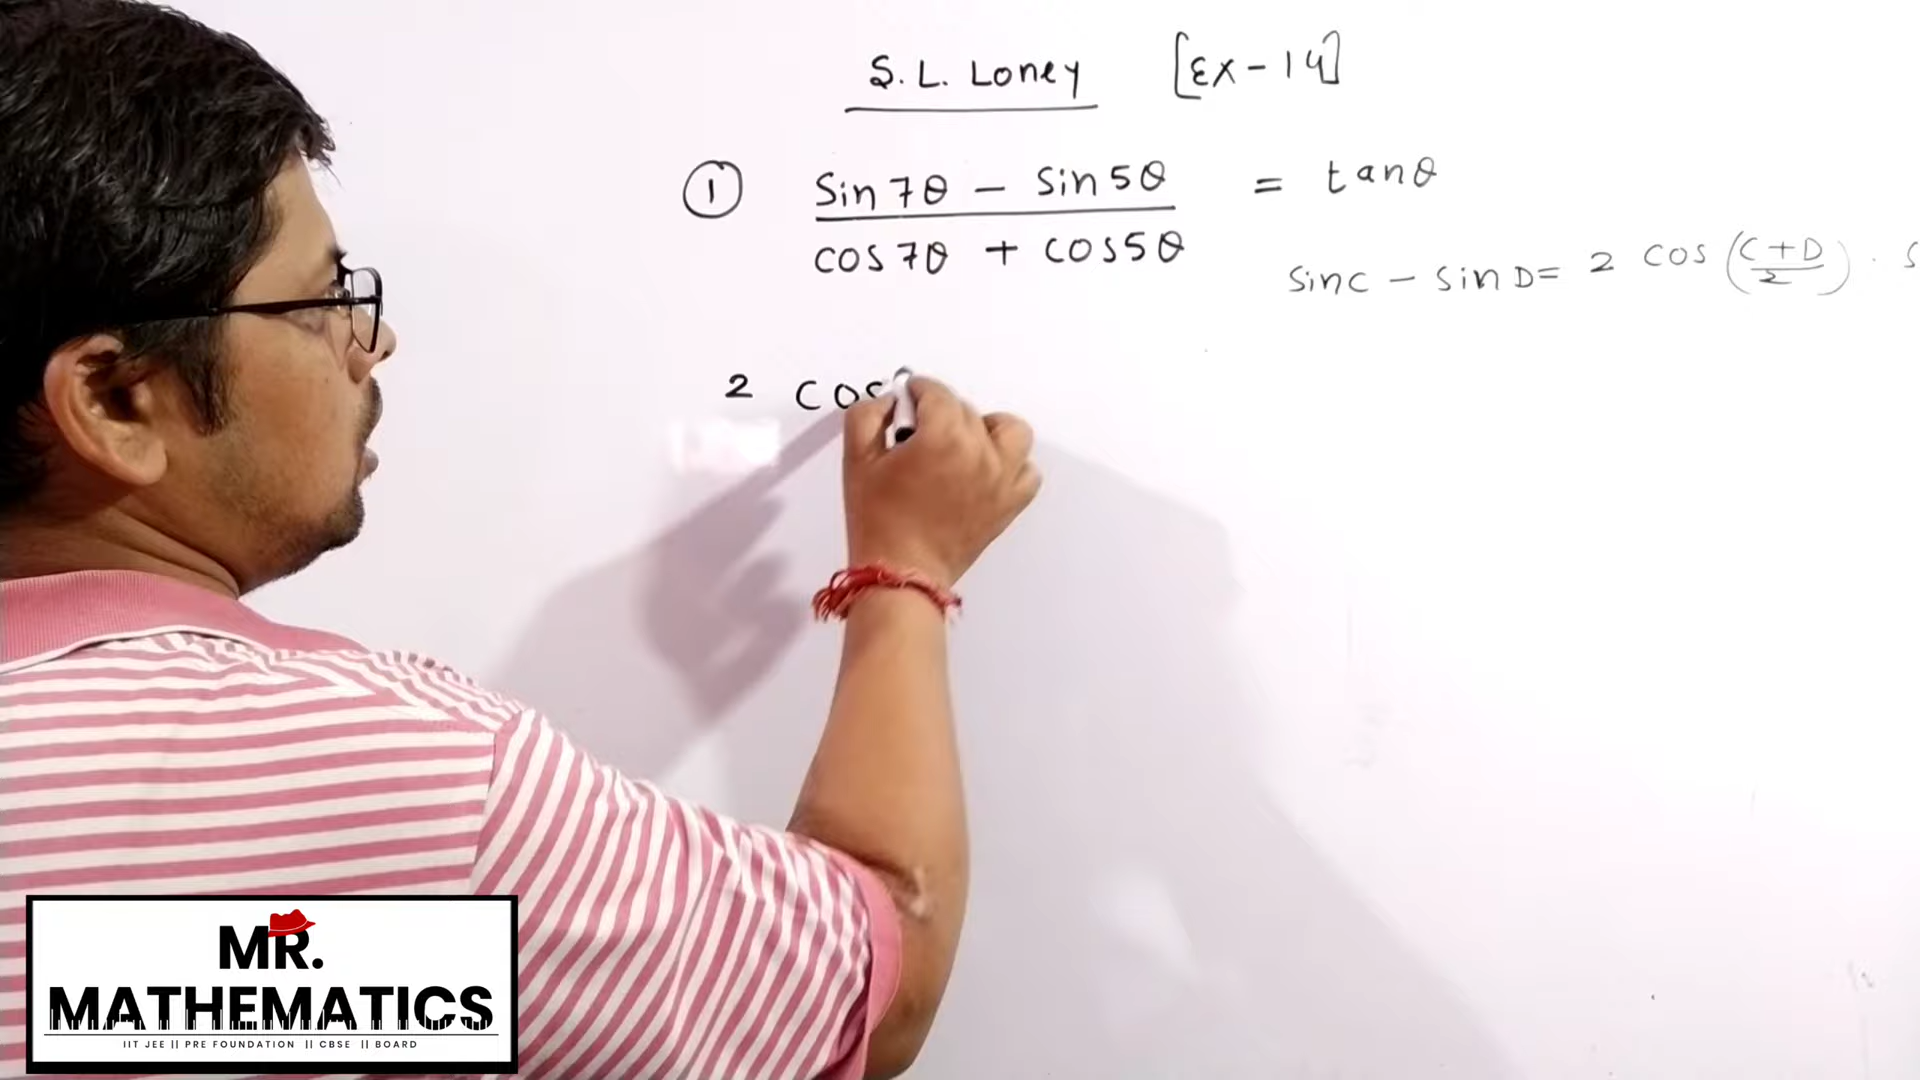 S. L. Loney [Ex-14]
① Sin7θ - Sin5θ = tanθ
cos7θ + cos5θ
sinC - sin D= 2 cos (C+D/2) . S
2 cos
MR.
MATHEMATICS
IIT JEE || PRE FOUNDATION || CBSE || BOARD